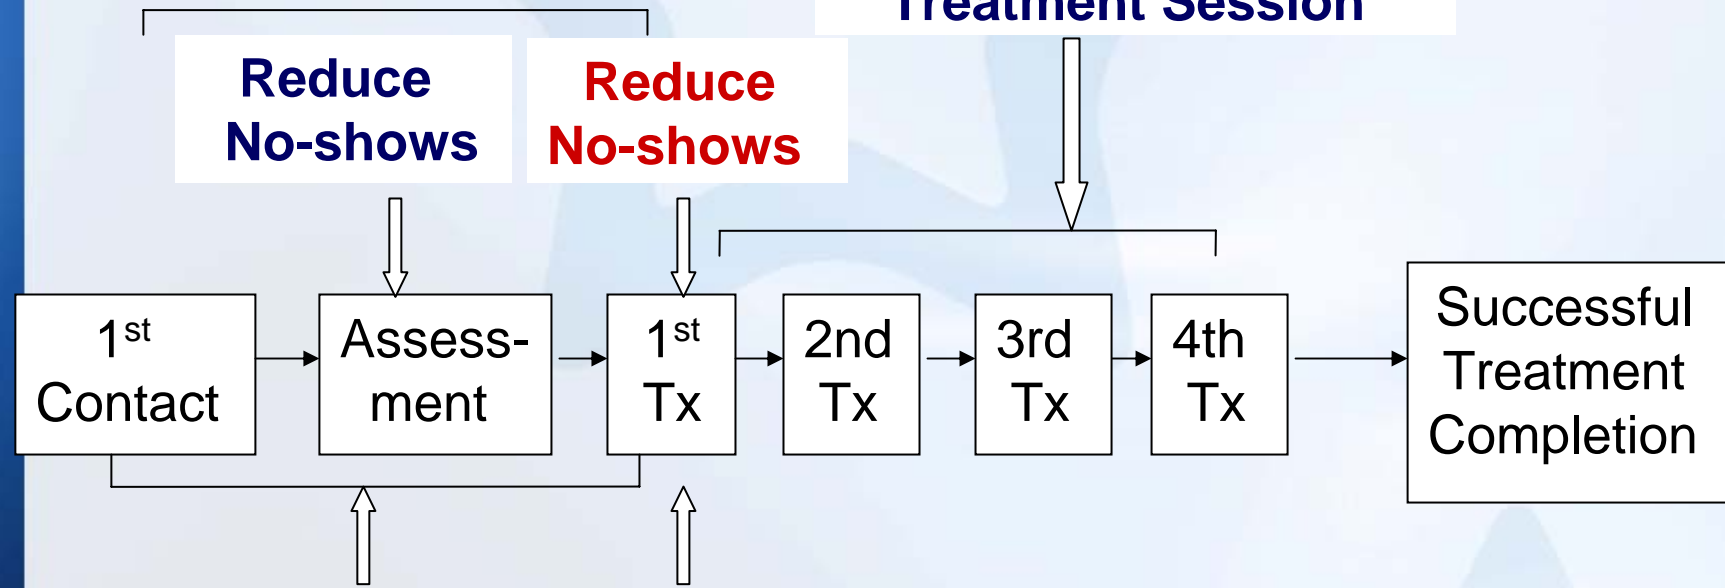 Treatment Session
Reduce
No-shows
Reduce
No-shows
1st
Contact
Assess-
ment
1st
Tx
2nd
Tx
3rd
Tx
4th
Tx
Successful
Treatment
Completion